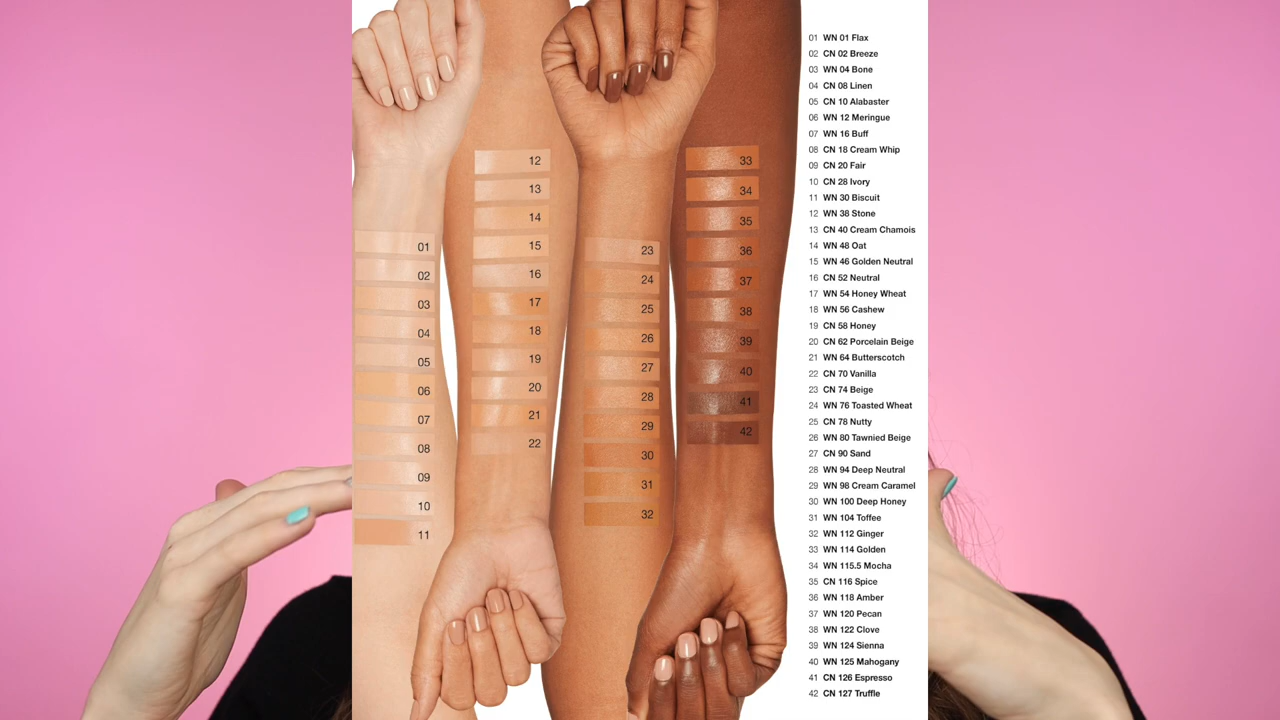 01
02
03
04
05
06
07
08
09
10
11
12
13
14
15
16
17
18
19
20
21
22
23
24
25
26
27
28
29
30
31
32
33
34
35
36
37
38
39
40
41
42
01 WN 01 Flax
02 CN 02 Breeze
03 WN 04 Bone
04 CN 08 Linen
05 CN 10 Alabaster
06 WN 12 Meringue
07 WN 16 Buff
08 CN 18 Cream Whip
09 CN 20 Fair
10 CN 28 Ivory
11 WN 30 Biscuit
12 WN 38 Stone
13 CN 40 Cream Chamois
14 WN 48 Oat
15 WN 46 Golden Neutral
16 CN 52 Neutral
17 WN 54 Honey Wheat
18 WN 56 Cashew
19 CN 58 Honey
20 CN 62 Porcelain Beige
21 WN 64 Butterscotch
22 CN 70 Vanilla
23 CN 74 Beige
24 WN 76 Toasted Wheat
25 CN 78 Nutty
26 WN 80 Tawnied Beige
27 CN 90 Sand
28 WN 94 Deep Neutral
29 WN 98 Cream Caramel
30 WN 100 Deep Honey
31 WN 104 Toffee
32 WN 112 Ginger
33 WN 114 Golden
34 WN 115.5 Mocha
35 CN 116 Spice
36 WN 118 Amber
37 WN 120 Pecan
38 WN 122 Clove
39 WN 124 Sienna
40 WN 125 Mahogany
41 CN 126 Espresso
42 CN 127 Truffle